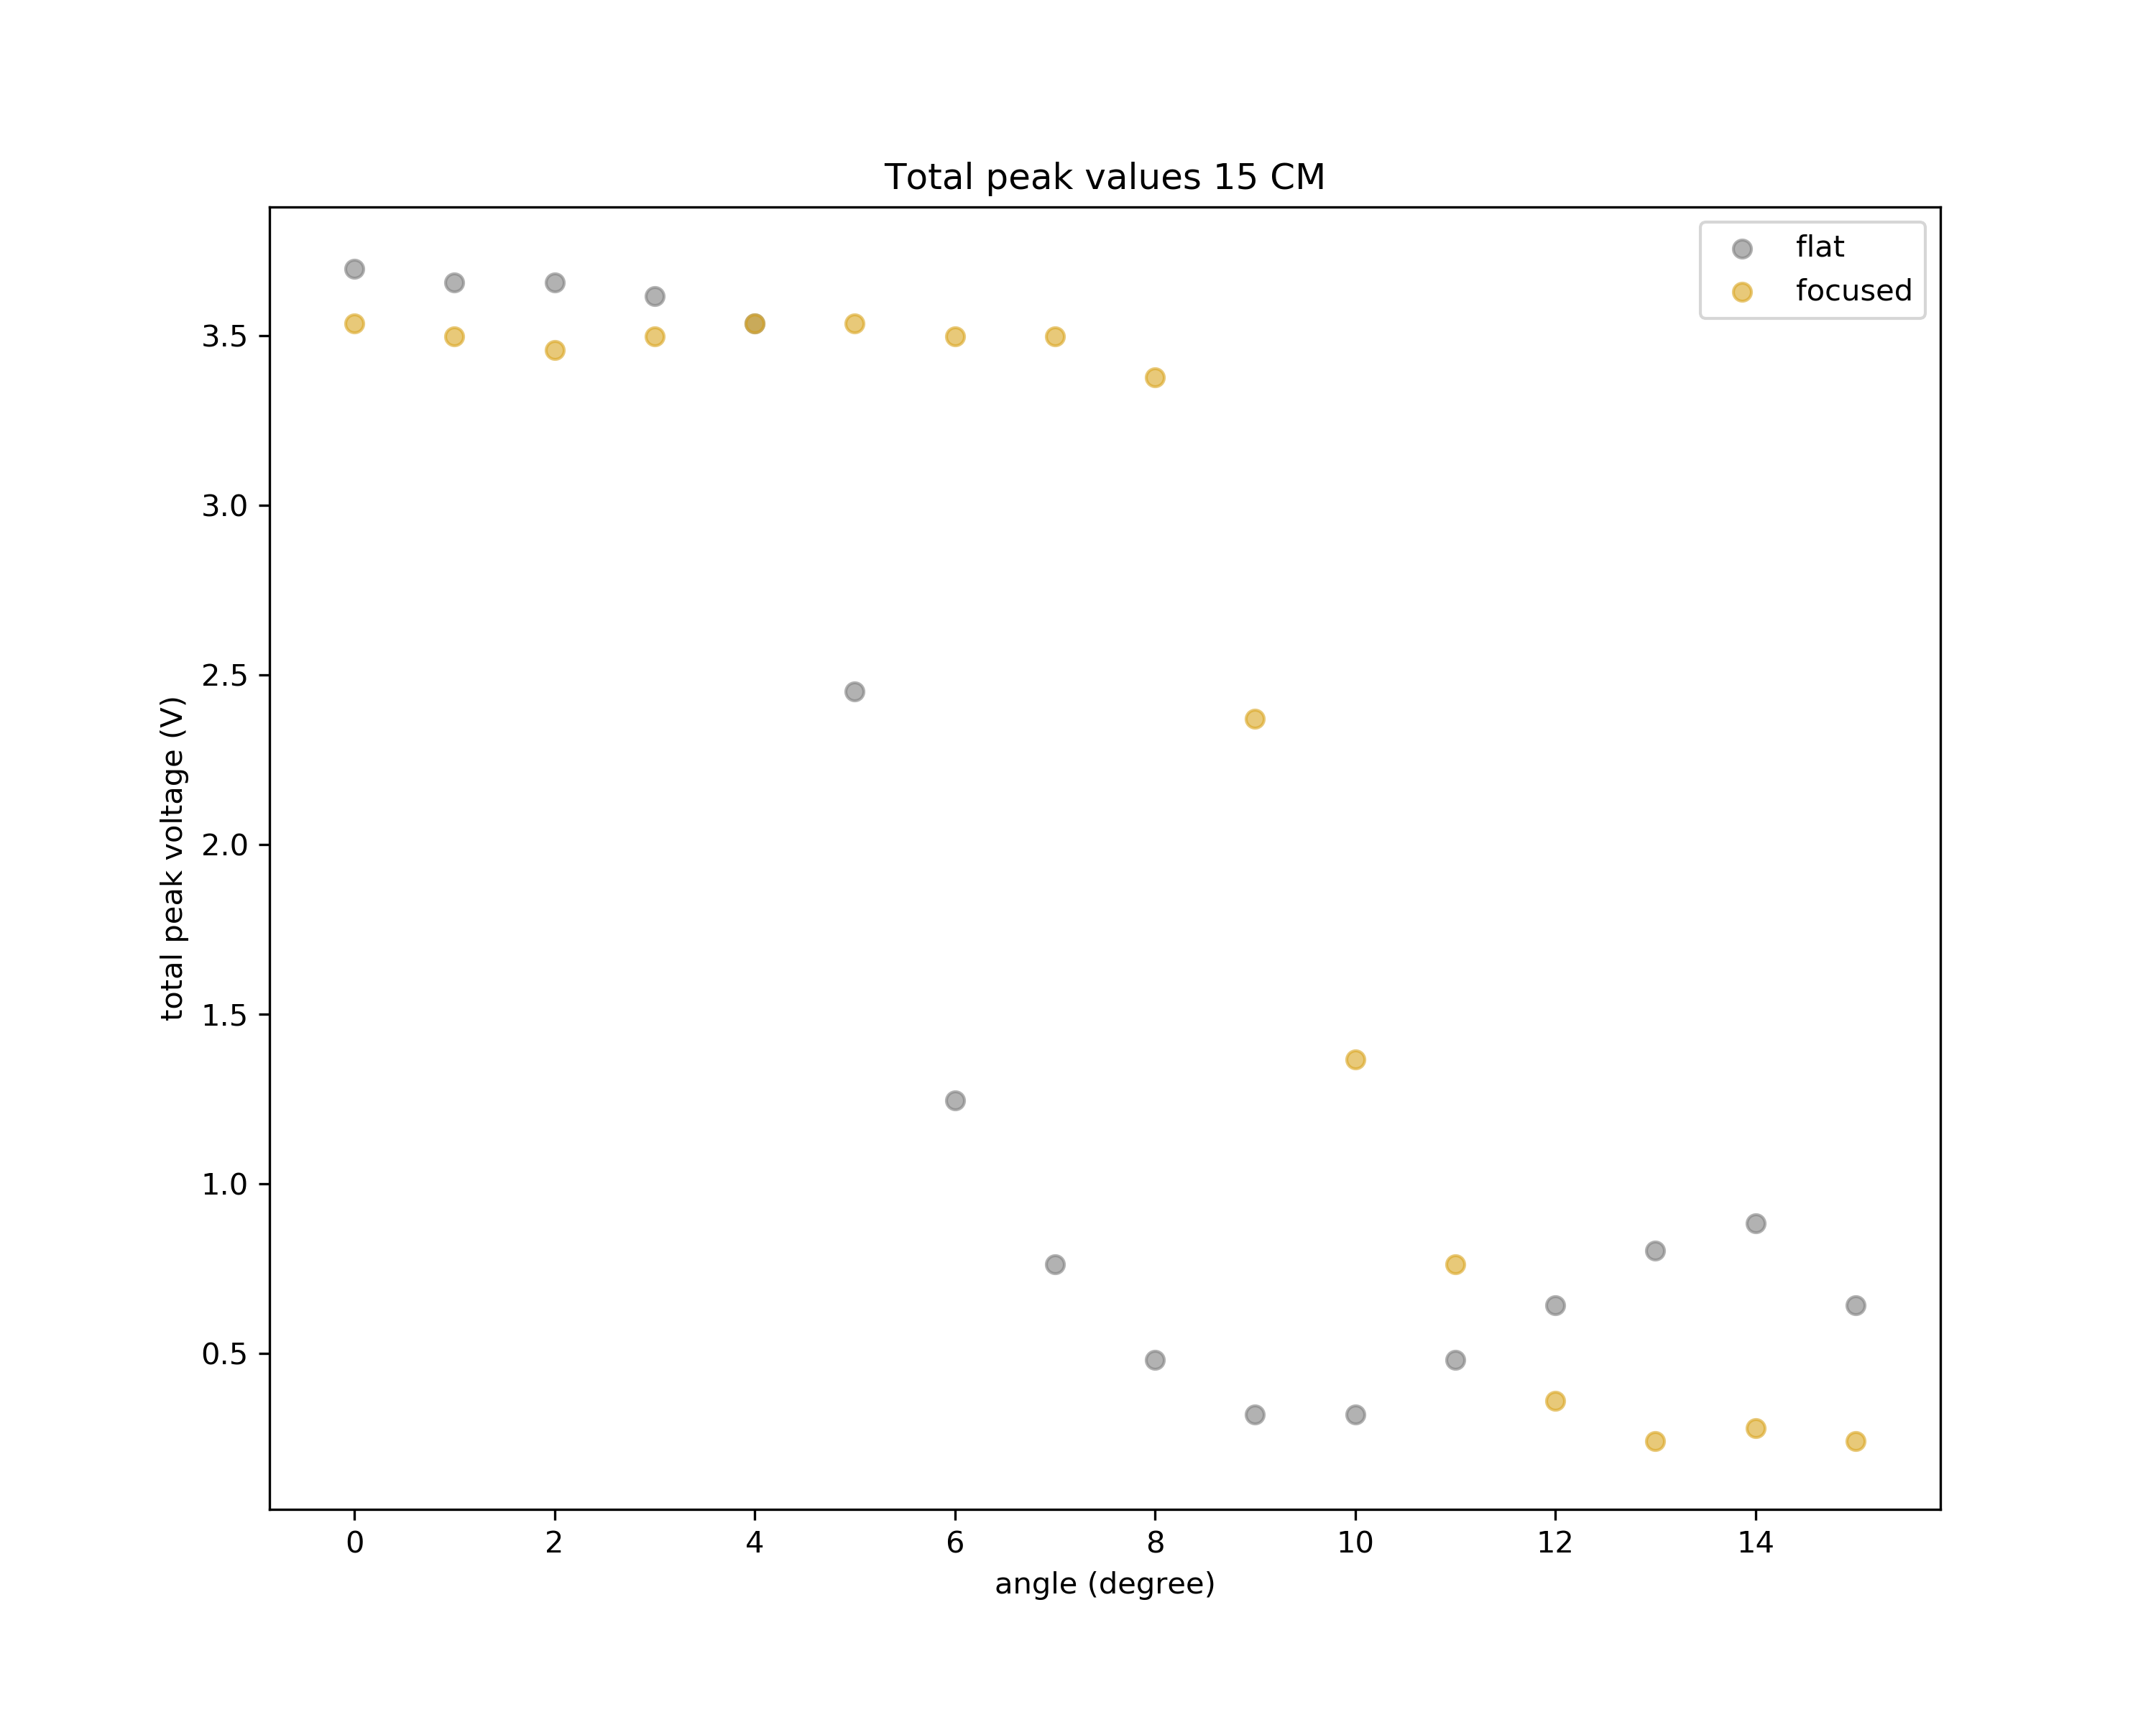 Total peak values 15 CM
flat
focused
3.5
3.0
2.5
2.0
1.5
1.0
0.5
total peak voltage (V)
0 2 4 6 8 10 12 14
angle (degree)